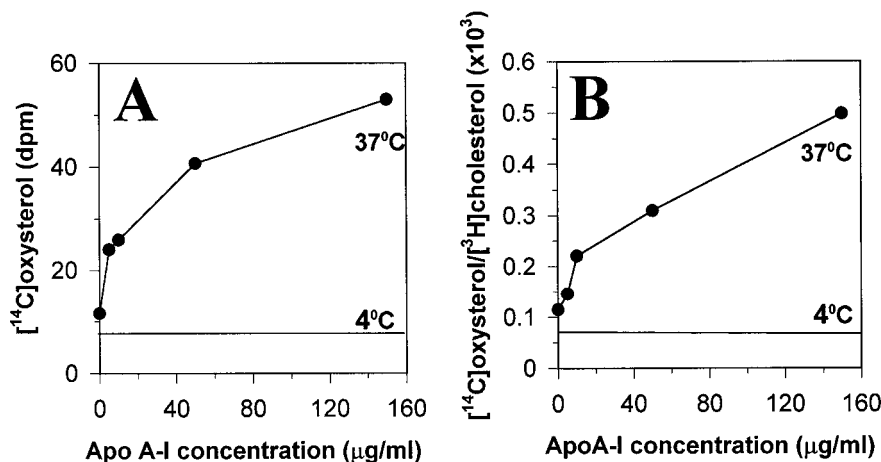 A
[¹⁴C]oxysterol (dpm)
60
40
20
0
37⁰C
4⁰C
0 40 80 120 160
Apo A-I concentration (μg/ml)
B
[¹⁴C]oxysterol/[³H]cholesterol (x10³)
0.6
0.5
0.4
0.3
0.2
0.1
0
37⁰C
4⁰C
0 40 80 120 160
ApoA-I concentration (μg/ml)